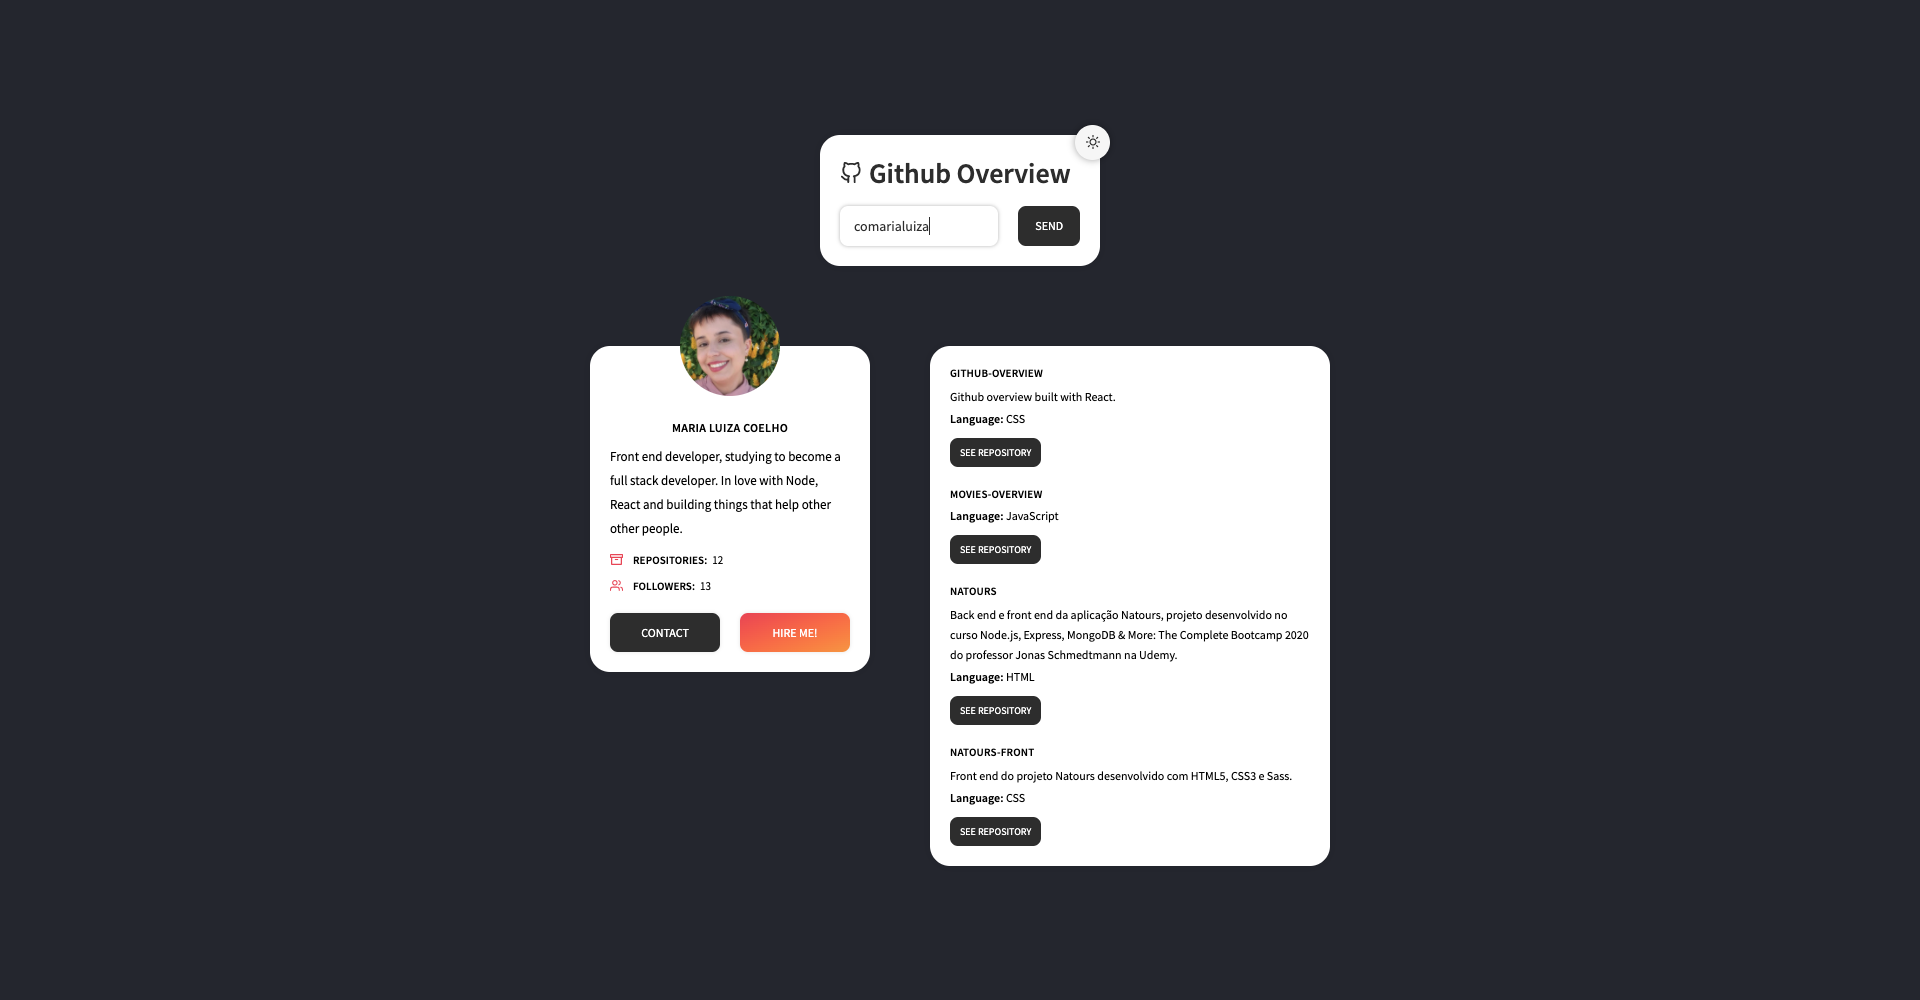 Github Overview
comarialuiza
SEND
MARIA LUIZA COELHO
Front end developer, studying to become a
full stack developer. In love with Node,
React and building things that help other
other people.
REPOSITORIES: 12
FOLLOWERS: 13
CONTACT
HIRE ME!
GITHUB-OVERVIEW
Github overview built with React.
Language: CSS
SEE REPOSITORY
MOVIES-OVERVIEW
Language: JavaScript
SEE REPOSITORY
NATOURS
Back end e front end da aplicação Natours, projeto desenvolvido no
curso Node.js, Express, MongoDB & More: The Complete Bootcamp 2020
do professor Jonas Schmedtmann na Udemy.
Language: HTML
SEE REPOSITORY
NATOURS-FRONT
Front end do projeto Natours desenvolvido com HTML5, CSS3 e Sass.
Language: CSS
SEE REPOSITORY